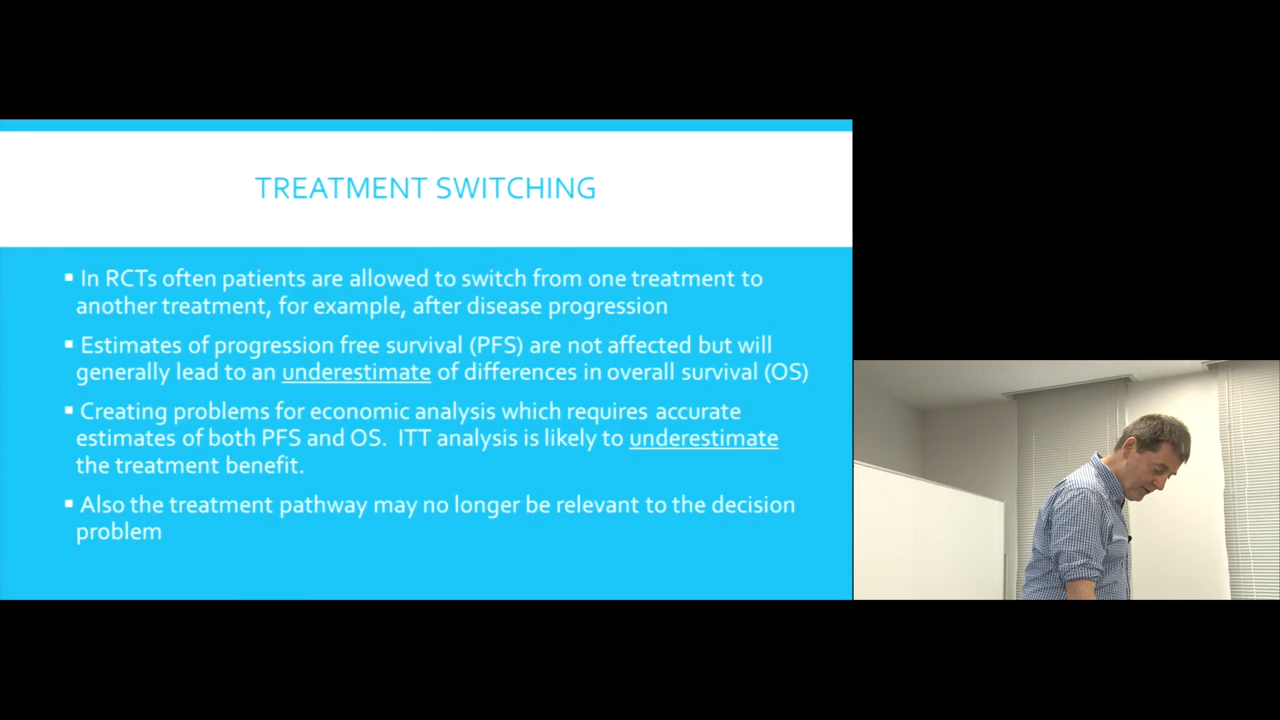 TREATMENT SWITCHING
▪ In RCTs often patients are allowed to switch from one treatment to
another treatment, for example, after disease progression
▪ Estimates of progression free survival (PFS) are not affected but will
generally lead to an underestimate of differences in overall survival (OS)
▪ Creating problems for economic analysis which requires accurate
estimates of both PFS and OS. ITT analysis is likely to underestimate
the treatment benefit.
▪ Also the treatment pathway may no longer be relevant to the decision
problem